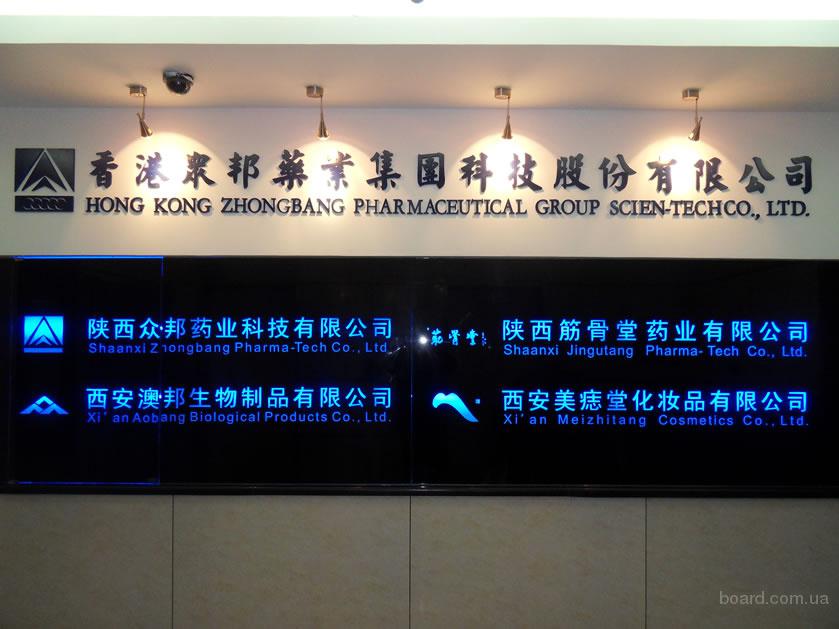 香港衆邦藥業集團科技股份有限公司
HONG KONG ZHONGBANG PHARMACEUTICAL GROUP SCIEN-TECHCO., LTD.
陕西众邦药业科技有限公司
Shaanxi Zhongbang Pharma-Tech Co., Ltd.
西安澳邦生物制品有限公司
Xi'an Aobang Biological Products Co., Ltd.
筋骨堂
陕西筋骨堂药业有限公司
Shaanxi Jingutang Pharma-Tech Co., Ltd.
西安美痣堂化妆品有限公司
Xi'an Meizhitang Cosmetics Co., Ltd.
board.com.ua